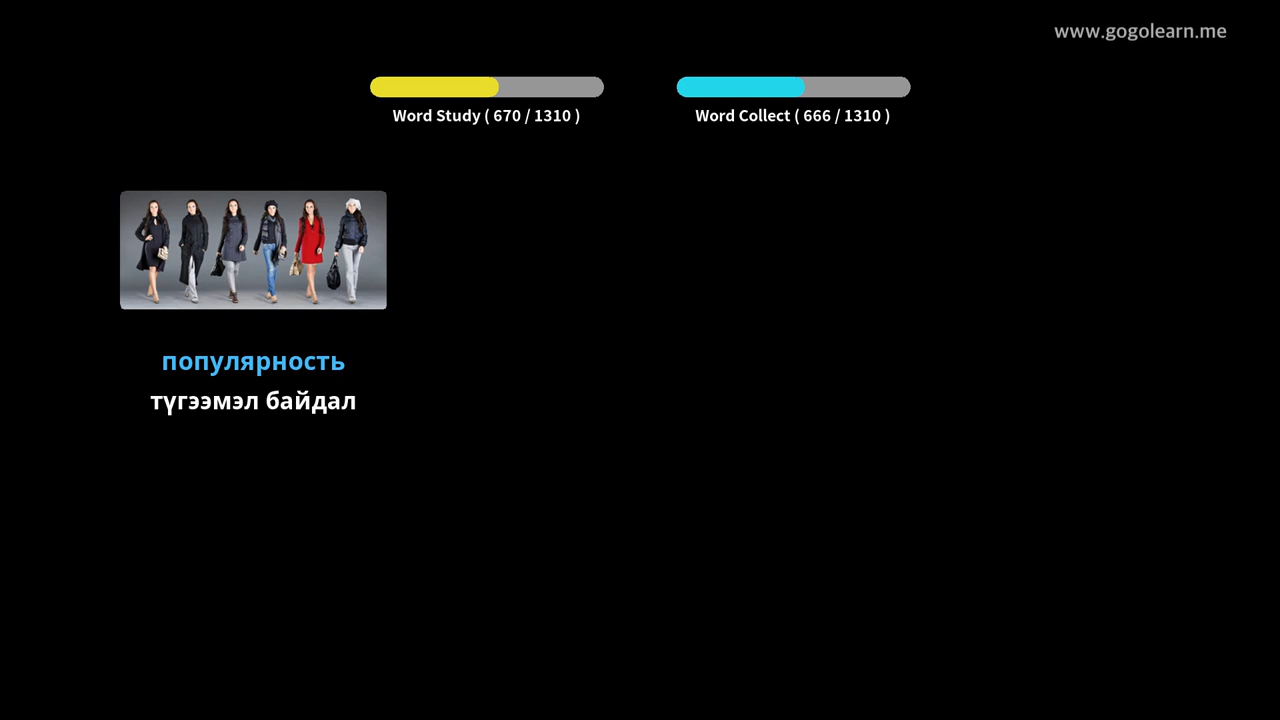 www.gogolearn.me
Word Study ( 670 / 1310 )
Word Collect ( 666 / 1310 )
популярность
түгээмэл байдал